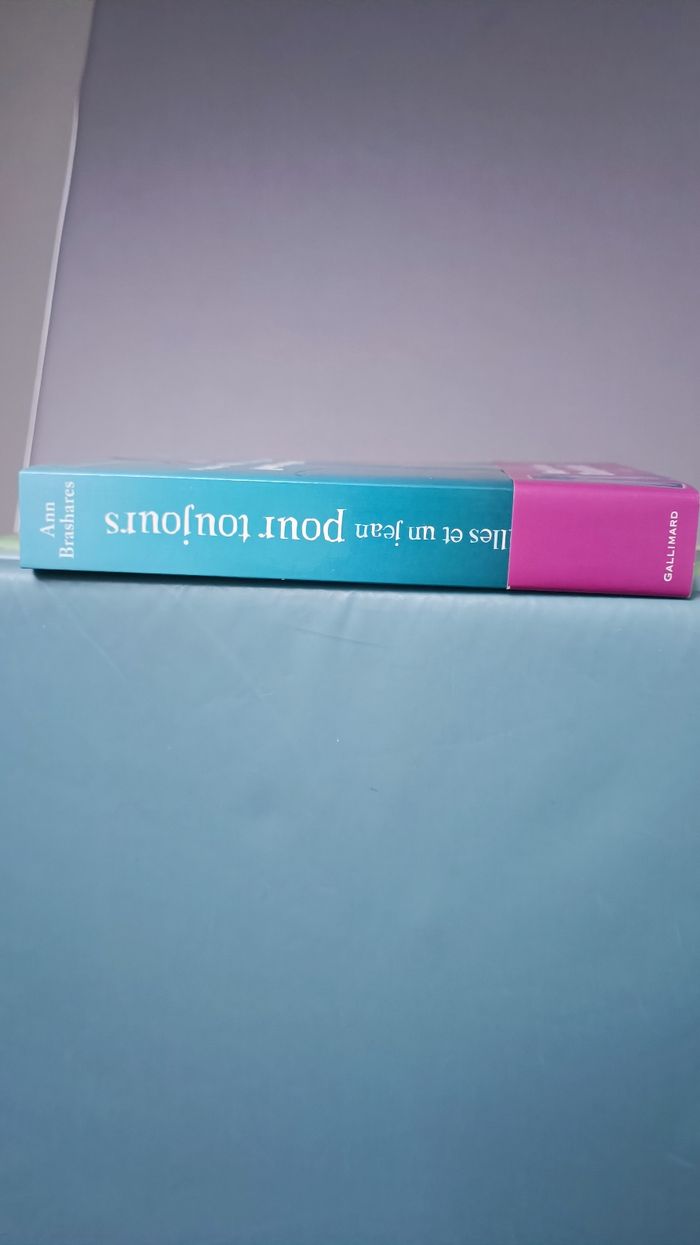 Ann
Brashares
lles et un jean pour toujours
GALLIMARD